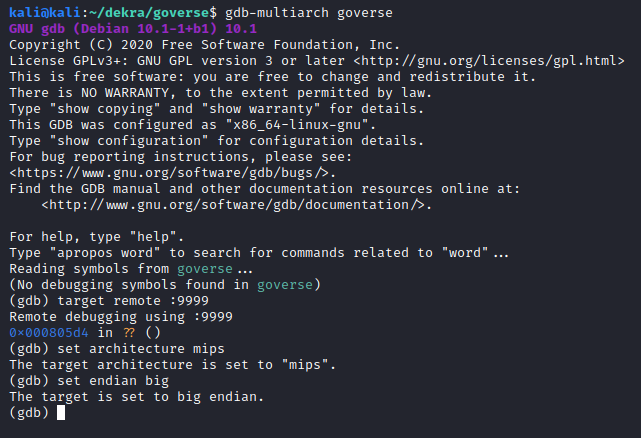 kali@kali:~/dekra/goverse$ gdb-multiarch goverse
GNU gdb (Debian 10.1-1+b1) 10.1
Copyright (C) 2020 Free Software Foundation, Inc.
License GPLv3+: GNU GPL version 3 or later <http://gnu.org/licenses/gpl.html>
This is free software: you are free to change and redistribute it.
There is NO WARRANTY, to the extent permitted by law.
Type "show copying" and "show warranty" for details.
This GDB was configured as "x86_64-linux-gnu".
Type "show configuration" for configuration details.
For bug reporting instructions, please see:
<https://www.gnu.org/software/gdb/bugs/>.
Find the GDB manual and other documentation resources online at:
    <http://www.gnu.org/software/gdb/documentation/>.

For help, type "help".
Type "apropos word" to search for commands related to "word"...
Reading symbols from goverse...
(No debugging symbols found in goverse)
(gdb) target remote :9999
Remote debugging using :9999
0x000805d4 in ?? ()
(gdb) set architecture mips
The target architecture is set to "mips".
(gdb) set endian big
The target is set to big endian.
(gdb)